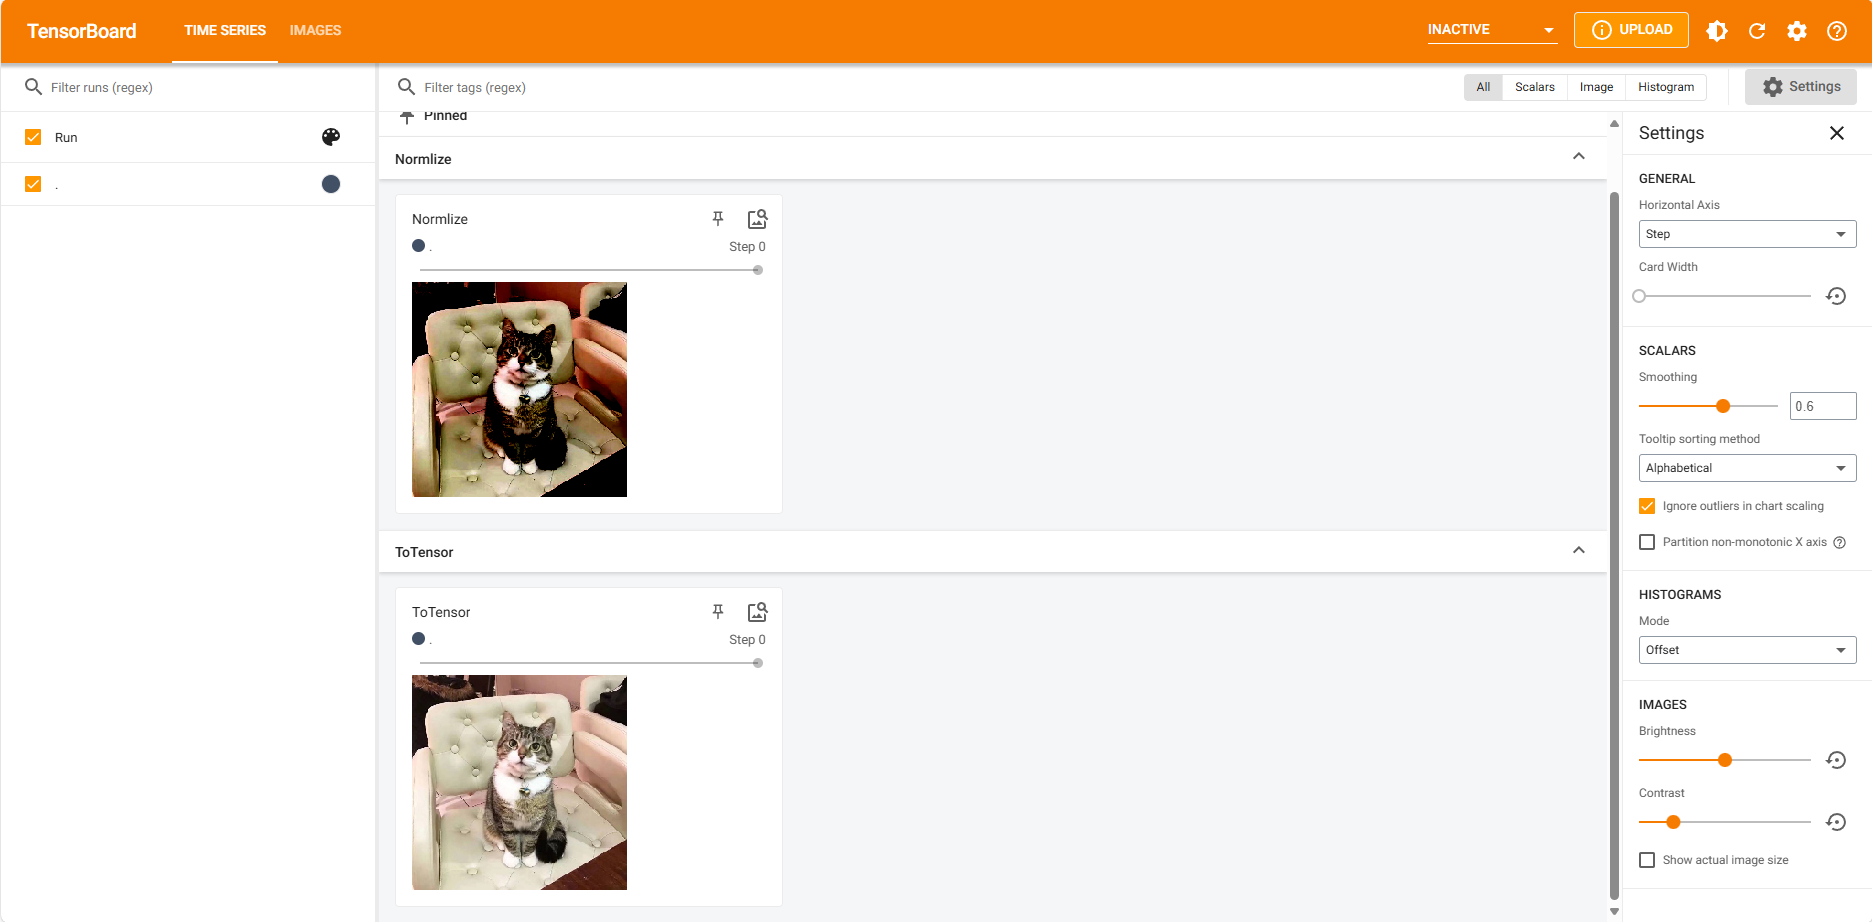 TensorBoard
TIME SERIES
IMAGES
INACTIVE
UPLOAD
Filter runs (regex)
Run
.
Filter tags (regex)
All
Scalars
Image
Histogram
Settings
Pinned
Normlize
Normlize
.
Step 0
ToTensor
ToTensor
.
Step 0
Settings
GENERAL
Horizontal Axis
Step
Card Width
SCALARS
Smoothing
0.6
Tooltip sorting method
Alphabetical
Ignore outliers in chart scaling
Partition non-monotonic X axis
HISTOGRAMS
Mode
Offset
IMAGES
Brightness
Contrast
Show actual image size